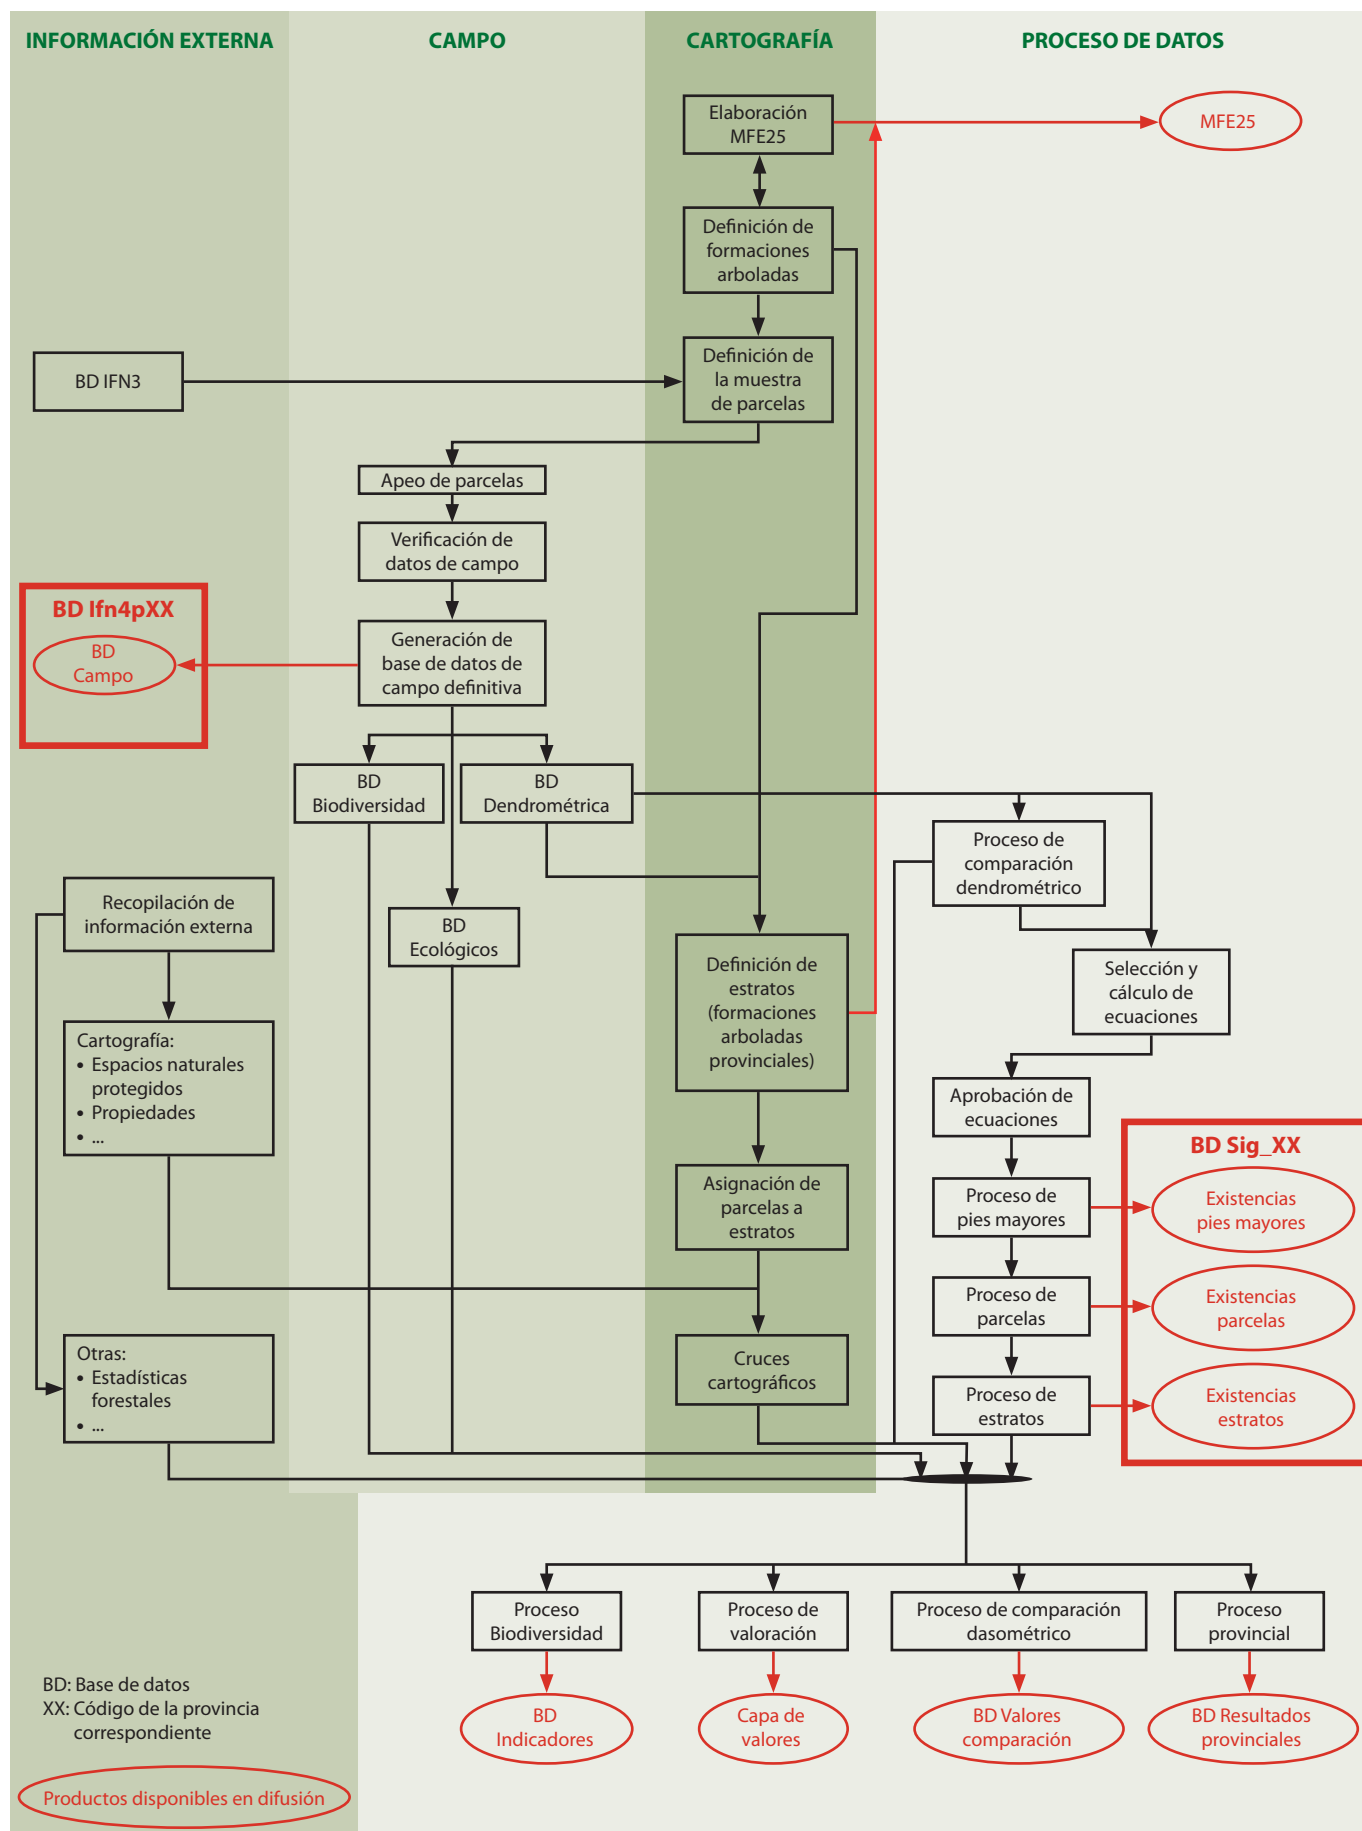 INFORMACIÓN EXTERNA
CAMPO
CARTOGRAFÍA
PROCESO DE DATOS
Elaboración
MFE25
MFE25
Definición de
formaciones
arboladas
BD IFN3
Definición de
la muestra
de parcelas
Apeo de parcelas
Verificación de
datos de campo
BD Ifn4pXX
BD
Campo
Generación de
base de datos de
campo definitiva
BD
Biodiversidad
BD
Dendrométrica
Proceso de
comparación
dendrométrico
Recopilación de
información externa
BD
Ecológicos
Definición de
estratos
(formaciones
arboladas
provinciales)
Selección y
cálculo de
ecuaciones
Cartografía:
• Espacios naturales
protegidos
• Propiedades
• ...
Aprobación de
ecuaciones
BD Sig_XX
Asignación de
parcelas a
estratos
Proceso de
pies mayores
Existencias
pies mayores
Proceso de
parcelas
Existencias
parcelas
Otras:
• Estadísticas
forestales
• ...
Cruces
cartográficos
Proceso de
estratos
Existencias
estratos
Proceso
Biodiversidad
Proceso de
valoración
Proceso de comparación
dasométrico
Proceso
provincial
BD
Indicadores
Capa de
valores
BD Valores
comparación
BD Resultados
provinciales
BD: Base de datos
XX: Código de la provincia
correspondiente
Productos disponibles en difusión